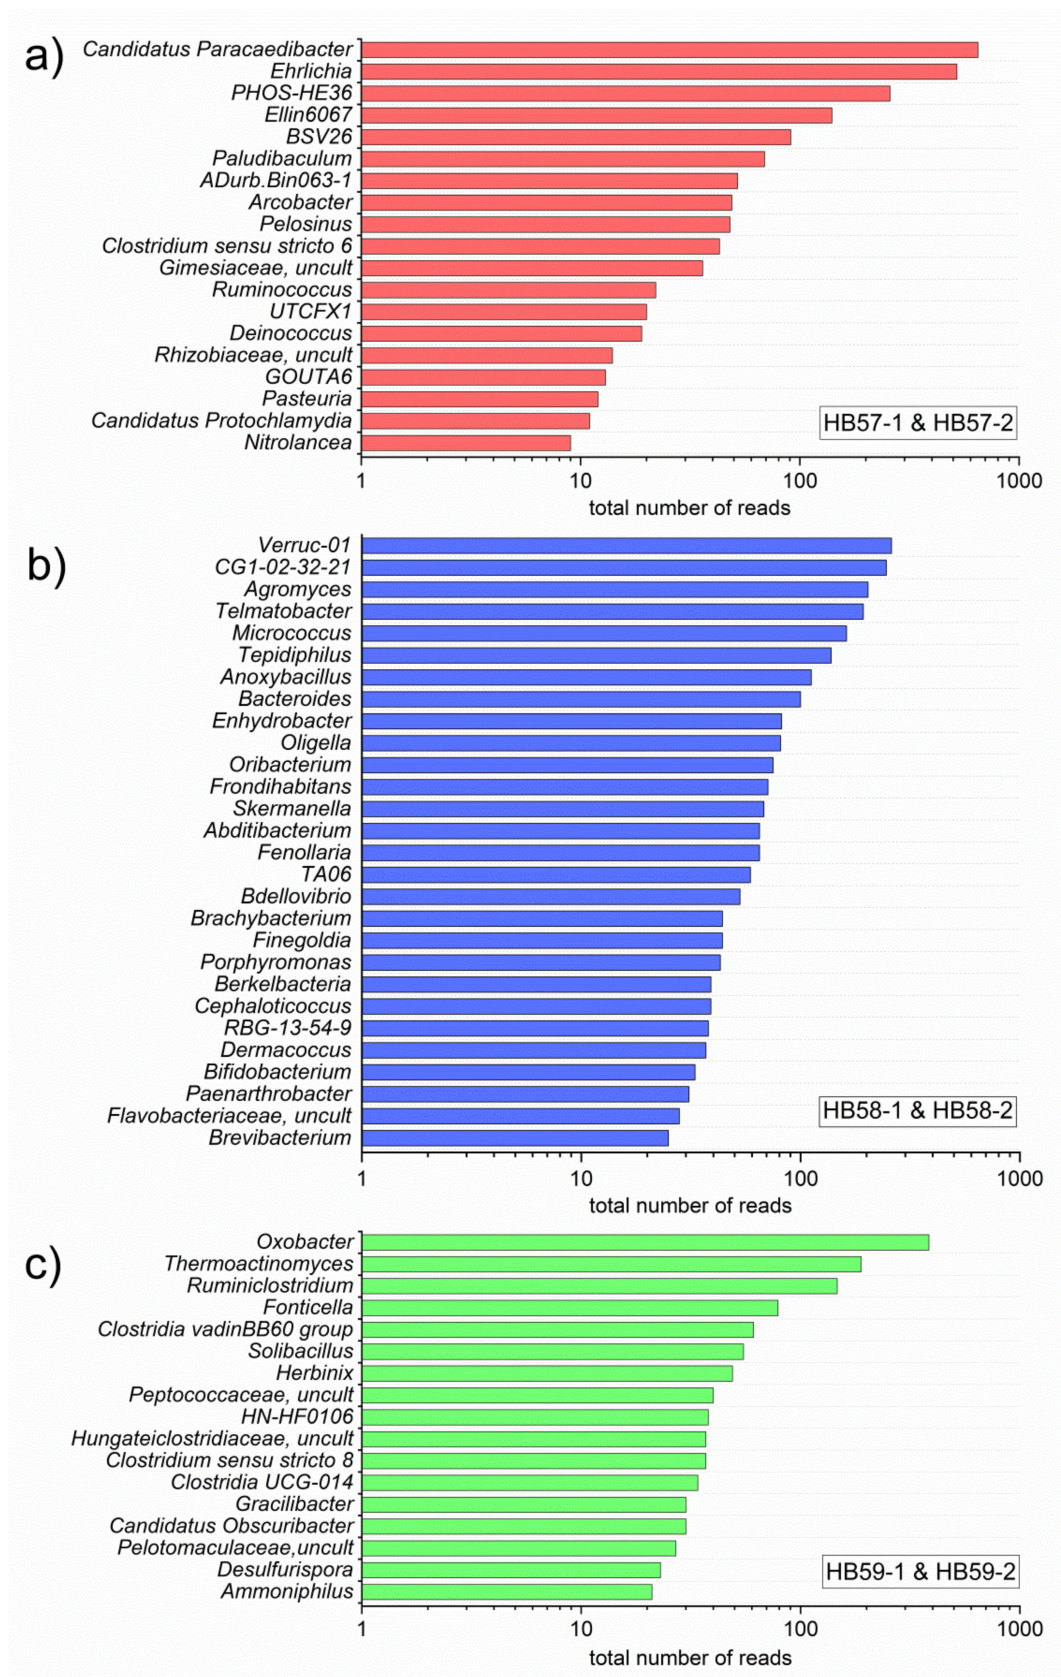 a)
Candidatus Paracaedibacter
Ehrlichia
PHOS-HE36
Ellin6067
BSV26
Paludibaculum
ADurb.Bin063-1
Arcobacter
Pelosinus
Clostridium sensu stricto 6
Gimesiaceae, uncult
Ruminococcus
UTCFX1
Deinococcus
Rhizobiaceae, uncult
GOUTA6
Pasteuria
Candidatus Protochlamydia
Nitrolancea
HB57-1 & HB57-2
1 10 100 1000
total number of reads
b)
Verruc-01
CG1-02-32-21
Agromyces
Telmatobacter
Micrococcus
Tepidiphilus
Anoxybacillus
Bacteroides
Enhydrobacter
Oligella
Oribacterium
Frondihabitans
Skermanella
Abditibacterium
Fenollaria
TA06
Bdellovibrio
Brachybacterium
Finegoldia
Porphyromonas
Berkelbacteria
Cephaloticoccus
RBG-13-54-9
Dermacoccus
Bifidobacterium
Paenarthrobacter
Flavobacteriaceae, uncult
Brevibacterium
HB58-1 & HB58-2
1 10 100 1000
total number of reads
c)
Oxobacter
Thermoactinomyces
Ruminiclostridium
Fonticella
Clostridia vadinBB60 group
Solibacillus
Herbinix
Peptococcaceae, uncult
HN-HF0106
Hungateiclostridiaceae, uncult
Clostridium sensu stricto 8
Clostridia UCG-014
Gracilibacter
Candidatus Obscuribacter
Pelotomaculaceae,uncult
Desulfurispora
Ammoniphilus
HB59-1 & HB59-2
1 10 100 1000
total number of reads